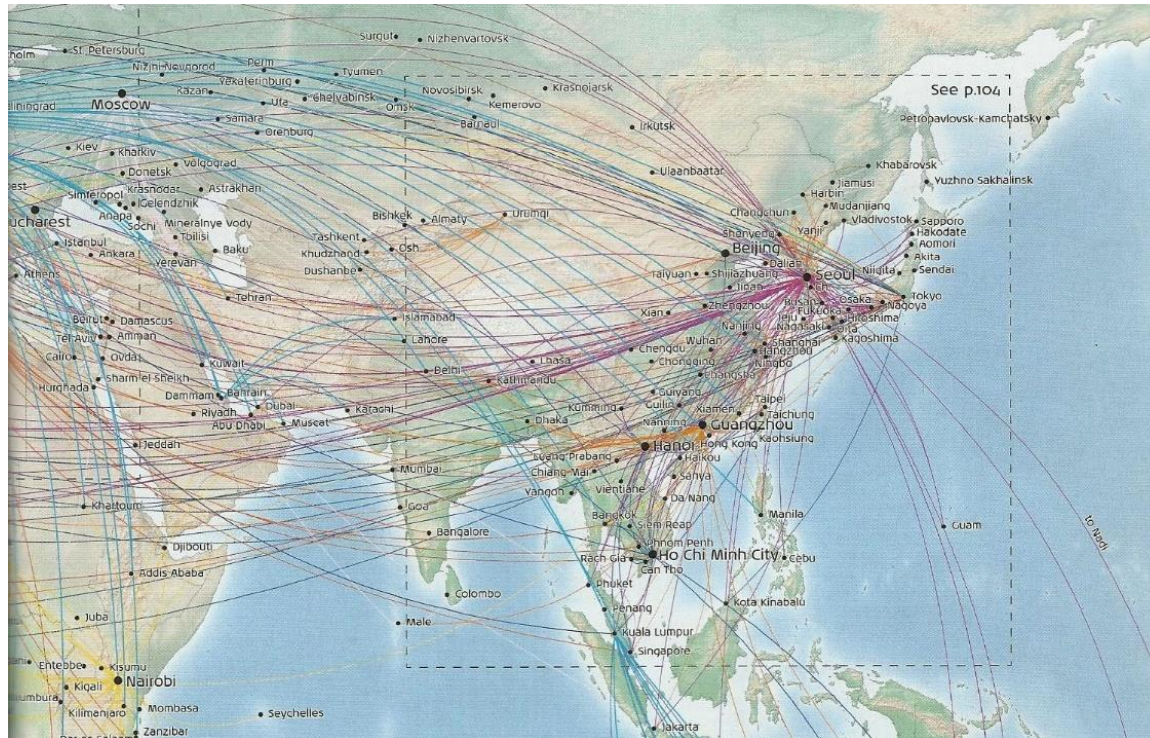 Surgut
Nizhenvartovsk
St. Petersburg
Perm
Nizhni Novgorod
Tyumen
Yekaterinburg
Krasnojarsk
Novosibirsk
See p.104
Kazan
Chelyabinsk
Kemerovo
Moscow
Ufa
Omsk
Samara
Barnaul
Petropavlovsk-Kamchatsky
Irkutsk
Orenburg
Kiev
Kharkiv
Volgograd
Khabarovsk
Donetsk
Ulaanbaatar
Jiamusi
Yuzhno Sakhalinsk
Krasnodar
Astrakhan
Simferopol
Gelendzhik
Harbin
Mudanjiang
Bishkek
Almaty
Urumqi
Changchun
Anapa
Mineralnye Vody
Vladivostok
Sapporo
Sochi
Yanji
Hakodate
Tbilisi
Tashkent
Shenyang
Aomori
Istanbul
Baku
Osh
Beijing
Ankara
Khudzhand
Akita
Yerevan
Dalian
Dushanbe
Taiyuan
Shijiazhuang
Seoul
Niigata
Sendai
Athens
Jinan
Tehran
Busan
Osaka
Tokyo
Zhengzhou
Fukuoka
Nagoya
Beirut
Damascus
Islamabad
Xian
Jeju
Hiroshima
Nanjing
Nagasaki
Oita
Tel Aviv
Amman
Lahore
Wuhan
Shanghai
Kagoshima
Cairo
Ovda
Chengdu
Kuwait
Lhasa
Chongqing
Ningbo
Delhi
Changsha
Sharm el Sheikh
Kathmandu
Hurghada
Bahrain
Guiyang
Dammam
Dubai
Guilin
Taipei
Riyadh
Karachi
Kumming
Xiamen
Taichung
Abu Dhabi
Muscat
Dhaka
Nanning
Guangzhou
Kaohsiung
Jeddah
Hanoi
Hong Kong
Luang Prabang
Haikou
Mumbai
Chiang Mai
Sanya
Vientiane
Yangon
Khartoum
Goa
Da Nang
Bangkok
Manila
to Nadi
Siem Reap
Guam
Bangalore
Djibouti
Phnom Penh
Ho Chi Minh City
Rach Gia
Cebu
Can Tho
Addis Ababa
Phuket
Colombo
Kota Kinabalu
Juba
Penang
Male
Kuala Lumpur
Singapore
Entebbe
Kisumu
Nairobi
Kigali
Kilimanjaro
Mombasa
Seychelles
Jakarta
Zanzibar